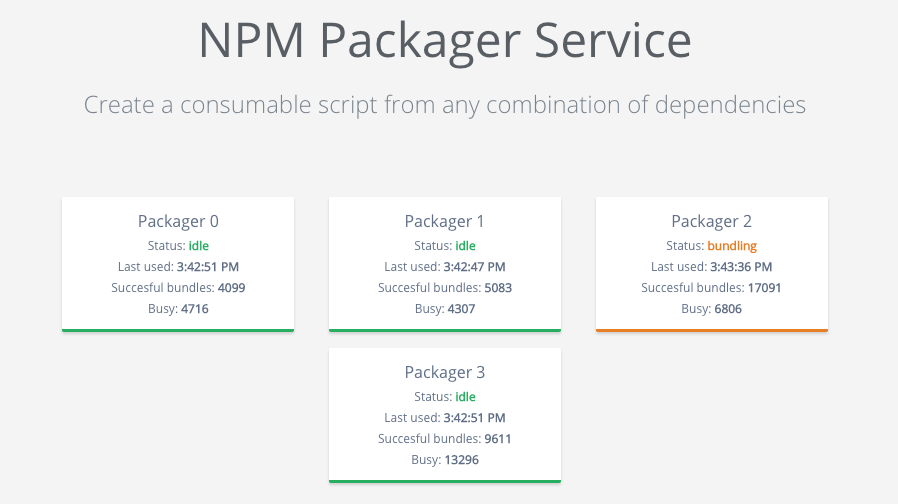 NPM Packager Service
Create a consumable script from any combination of dependencies
Packager 0
Status: idle
Last used: 3:42:51 PM
Succesful bundles: 4099
Busy: 4716
Packager 1
Status: idle
Last used: 3:42:47 PM
Succesful bundles: 5083
Busy: 4307
Packager 2
Status: bundling
Last used: 3:43:36 PM
Succesful bundles: 17091
Busy: 6806
Packager 3
Status: idle
Last used: 3:42:51 PM
Succesful bundles: 9611
Busy: 13296